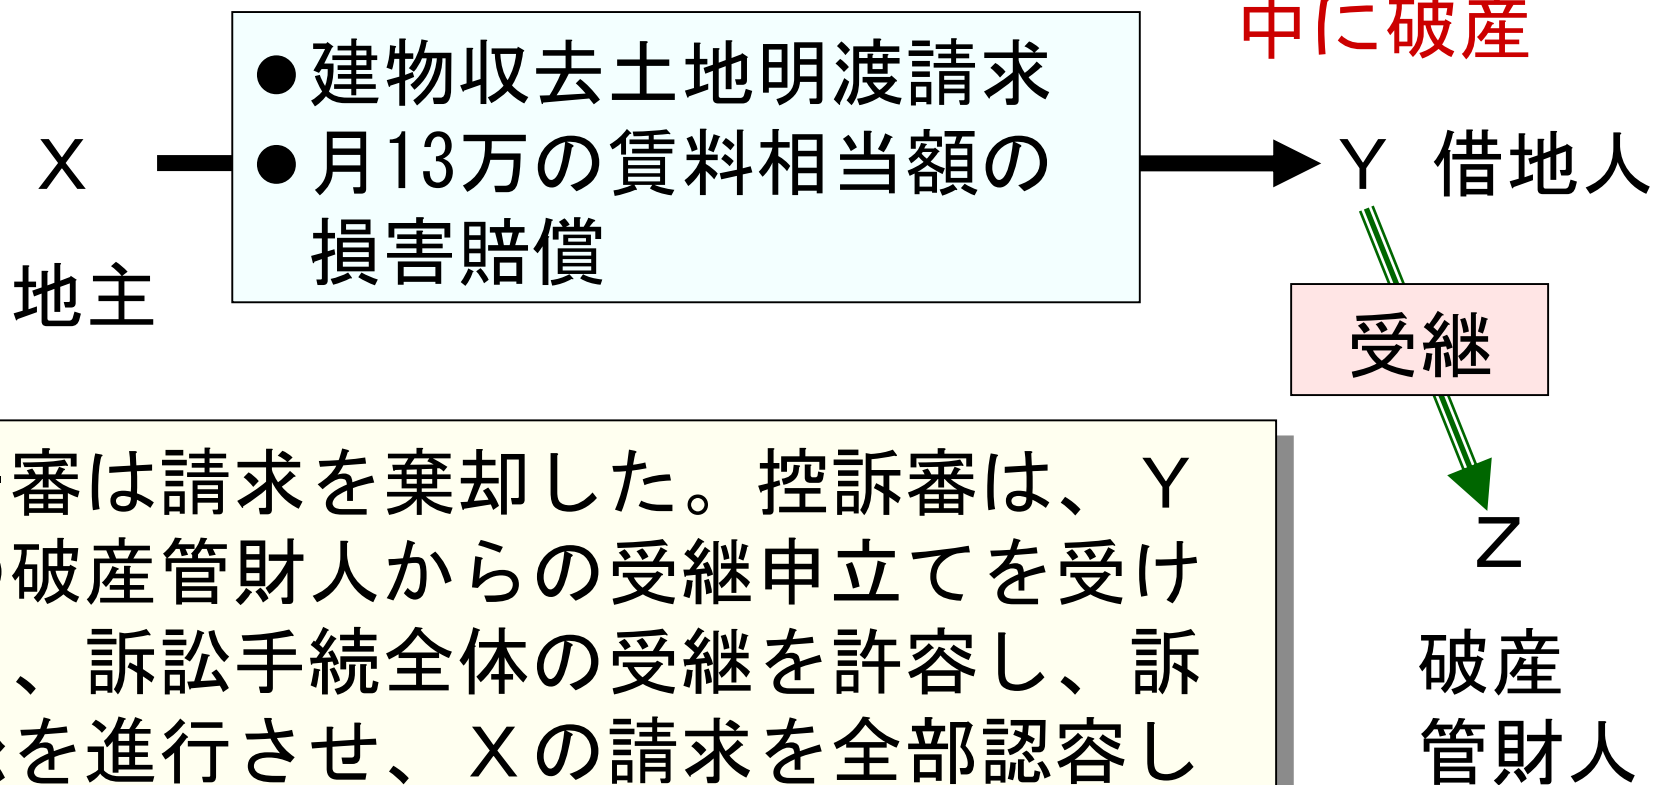 中に破産
●建物収去土地明渡請求
●月13万の賃料相当額の
損害賠償
X
地主
Y 借地人
受継
審は請求を棄却した。控訴審は、Y
破産管財人からの受継申立てを受け
、訴訟手続全体の受継を許容し、訴
を進行させ、Xの請求を全部認容し
Z
破産
管財人